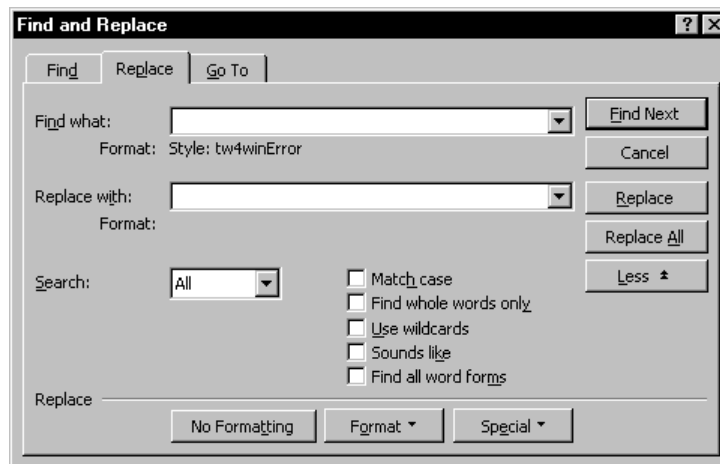 Find and Replace
Find Replace Go To
Find what: Find Next
Format: Style: tw4winError Cancel
Replace with: Replace
Format: Replace All
Search: All Match case Less
Find whole words only
Use wildcards
Sounds like
Find all word forms
Replace
No Formatting Format Special